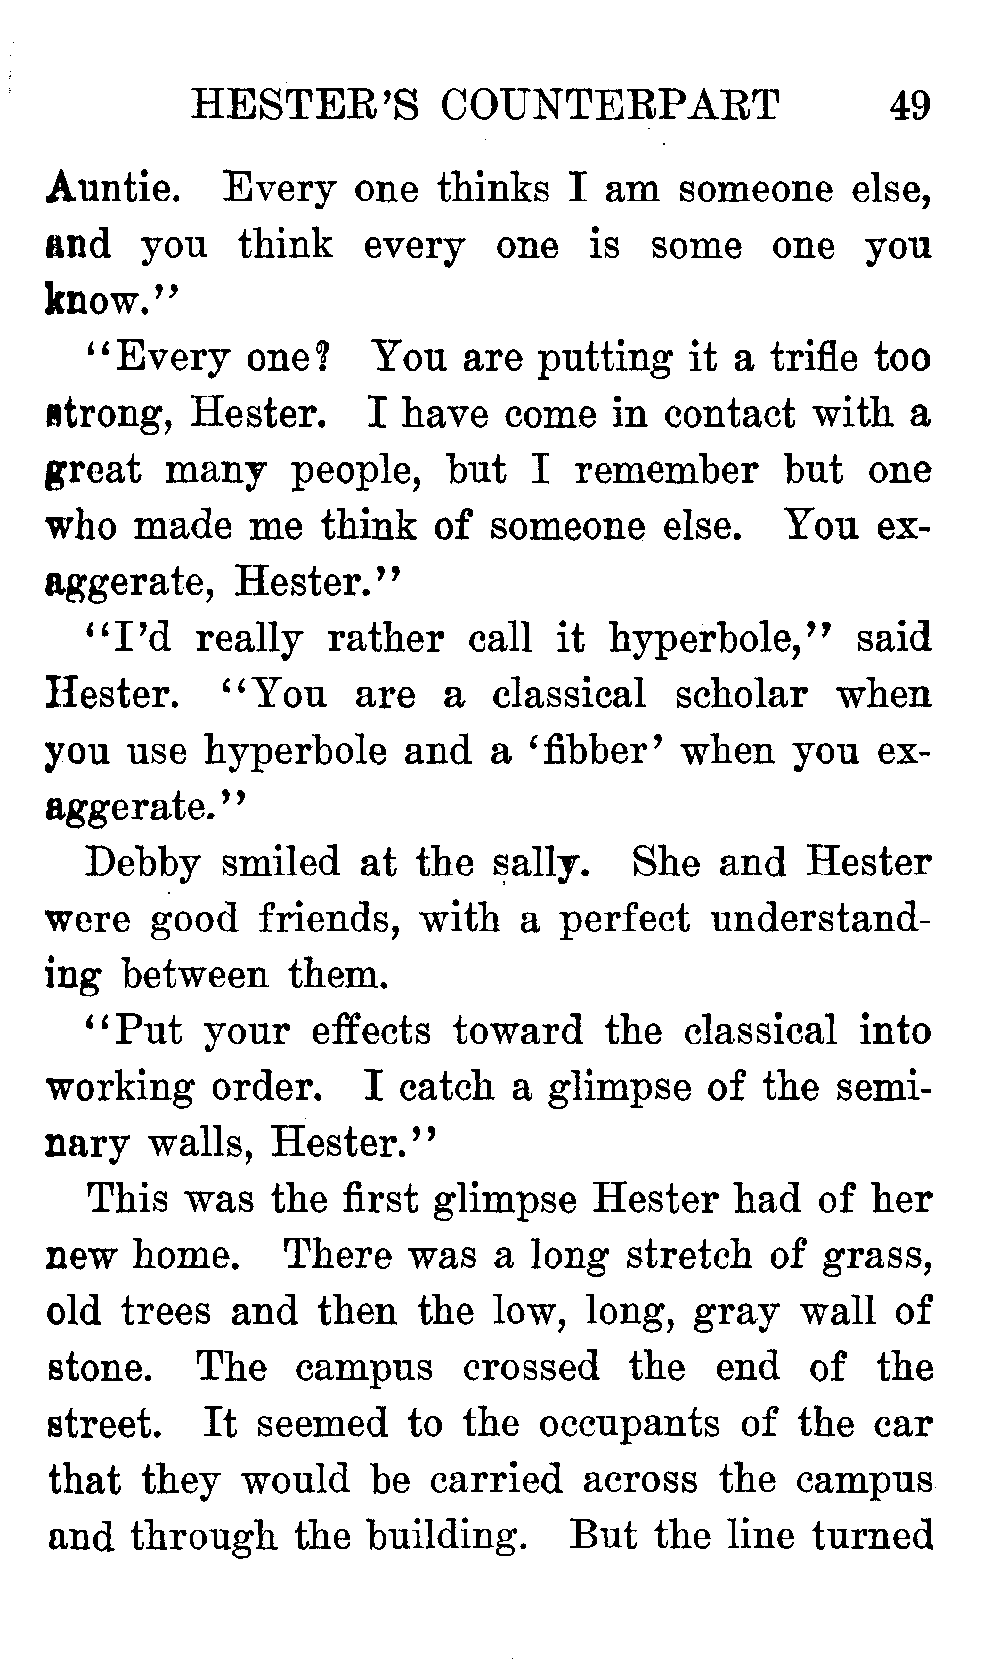 HESTER'S COUNTERPART 49
Auntie. Every one thinks I am someone else,
and you think every one is some one you
know."
"Every one? You are putting it a trifle too
strong, Hester. I have come in contact with a
great many people, but I remember but one
who made me think of someone else. You ex-
aggerate, Hester."
"I'd really rather call it hyperbole," said
Hester. "You are a classical scholar when
you use hyperbole and a 'fibber' when you ex-
aggerate."
Debby smiled at the sally. She and Hester
were good friends, with a perfect understand-
ing between them.
"Put your effects toward the classical into
working order. I catch a glimpse of the semi-
nary walls, Hester."
This was the first glimpse Hester had of her
new home. There was a long stretch of grass,
old trees and then the low, long, gray wall of
stone. The campus crossed the end of the
street. It seemed to the occupants of the car
that they would be carried across the campus
and through the building. But the line turned